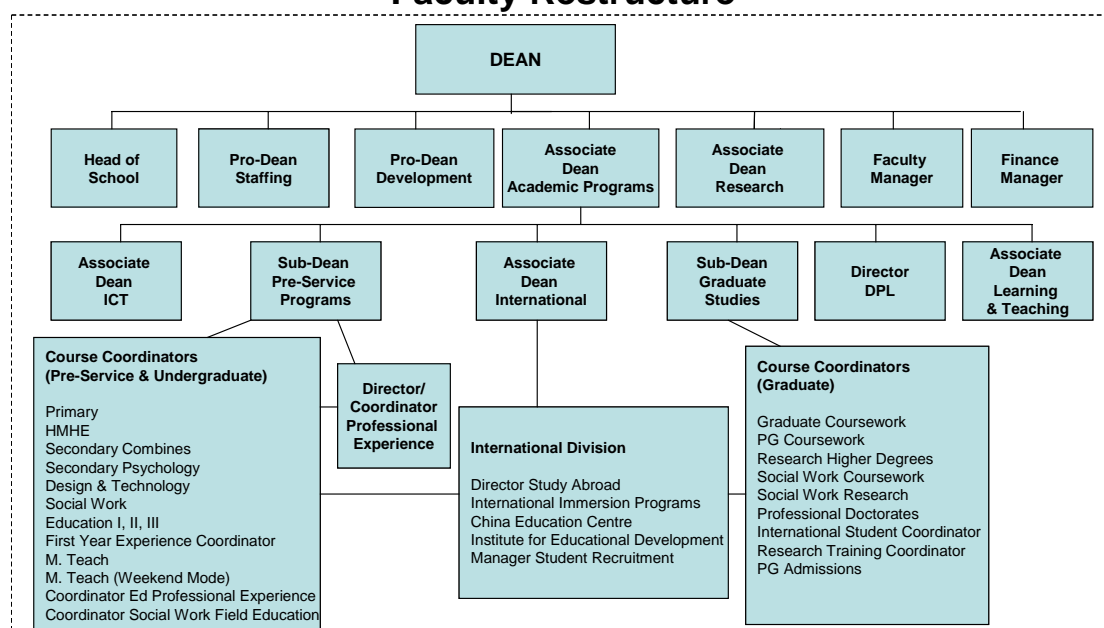 Faculty Restructure
DEAN
Head of
School
Pro-Dean
Staffing
Pro-Dean
Development
Associate
Dean
Academic Programs
Associate
Dean
Research
Faculty
Manager
Finance
Manager
Associate
Dean
ICT
Sub-Dean
Pre-Service
Programs
Associate
Dean
International
Sub-Dean
Graduate
Studies
Director
DPL
Associate
Dean
Learning
& Teaching
Course Coordinators
(Pre-Service & Undergraduate)
Primary
HMHE
Secondary Combines
Secondary Psychology
Design & Technology
Social Work
Education I, II, III
First Year Experience Coordinator
M. Teach
M. Teach (Weekend Mode)
Coordinator Ed Professional Experience
Coordinator Social Work Field Education
Director/
Coordinator
Professional
Experience
International Division
Director Study Abroad
International Immersion Programs
China Education Centre
Institute for Educational Development
Manager Student Recruitment
Course Coordinators
(Graduate)
Graduate Coursework
PG Coursework
Research Higher Degrees
Social Work Coursework
Social Work Research
Professional Doctorates
International Student Coordinator
Research Training Coordinator
PG Admissions